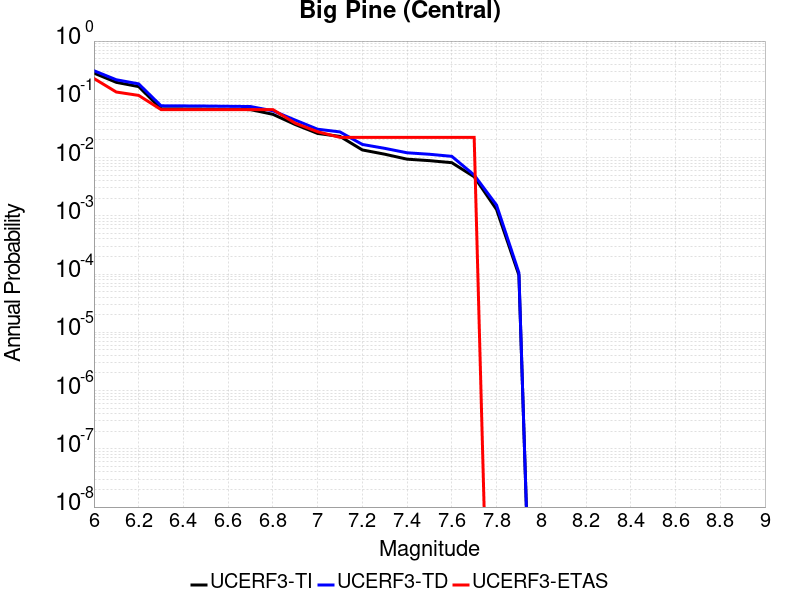 Big Pine (Central)
10^0
10^-1
10^-2
10^-3
10^-4
10^-5
10^-6
10^-7
10^-8
Annual Probability
6 6.2 6.4 6.6 6.8 7 7.2 7.4 7.6 7.8 8 8.2 8.4 8.6 8.8 9
Magnitude
UCERF3-TI UCERF3-TD UCERF3-ETAS